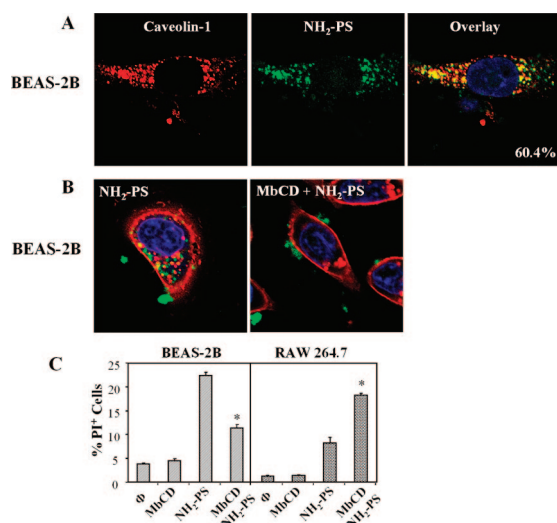 A
Caveolin-1 NH₂-PS Overlay
BEAS-2B
60.4%
B
NH₂-PS MbCD + NH₂-PS
BEAS-2B
C
BEAS-2B RAW 264.7
% PI⁺ Cells
25
20
15
10
5
0
*
*
Φ MbCD NH₂-PS MbCD NH₂-PS Φ MbCD NH₂-PS MbCD NH₂-PS